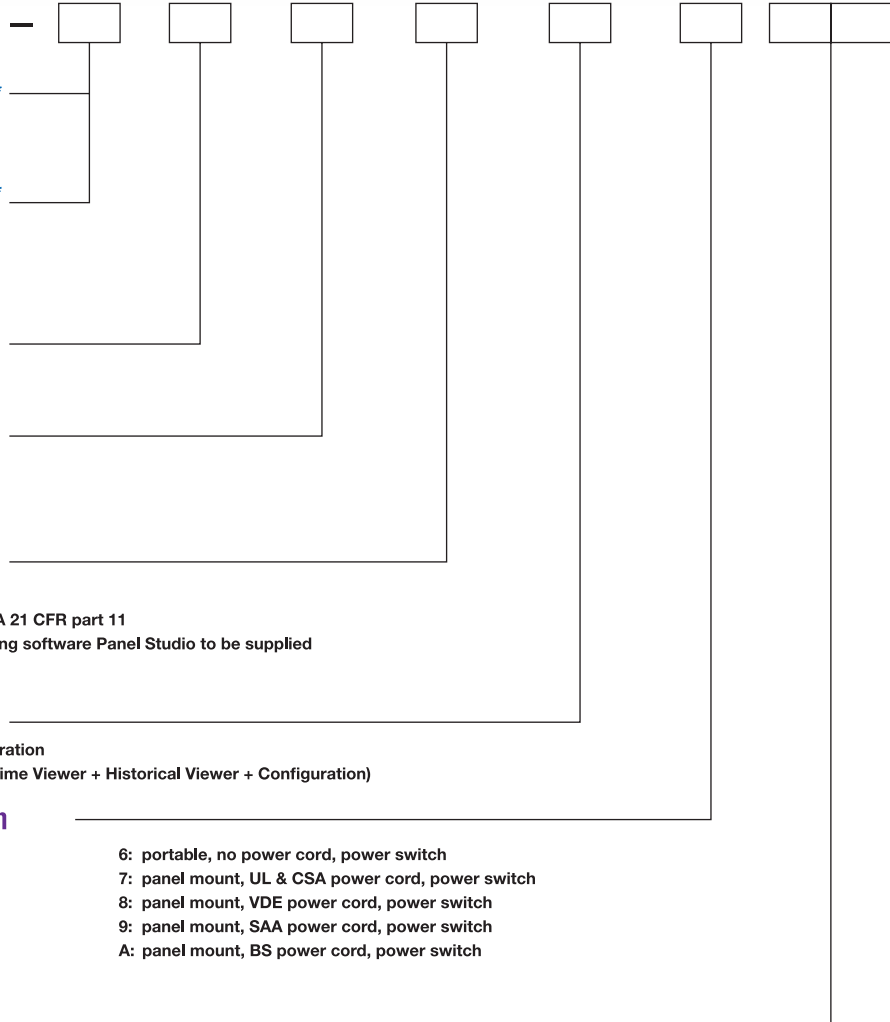 –
A 21 CFR part 11
ng software Panel Studio to be supplied
ration
ime Viewer + Historical Viewer + Configuration)
6: portable, no power cord, power switch
7: panel mount, UL & CSA power cord, power switch
8: panel mount, VDE power cord, power switch
9: panel mount, SAA power cord, power switch
A: panel mount, BS power cord, power switch